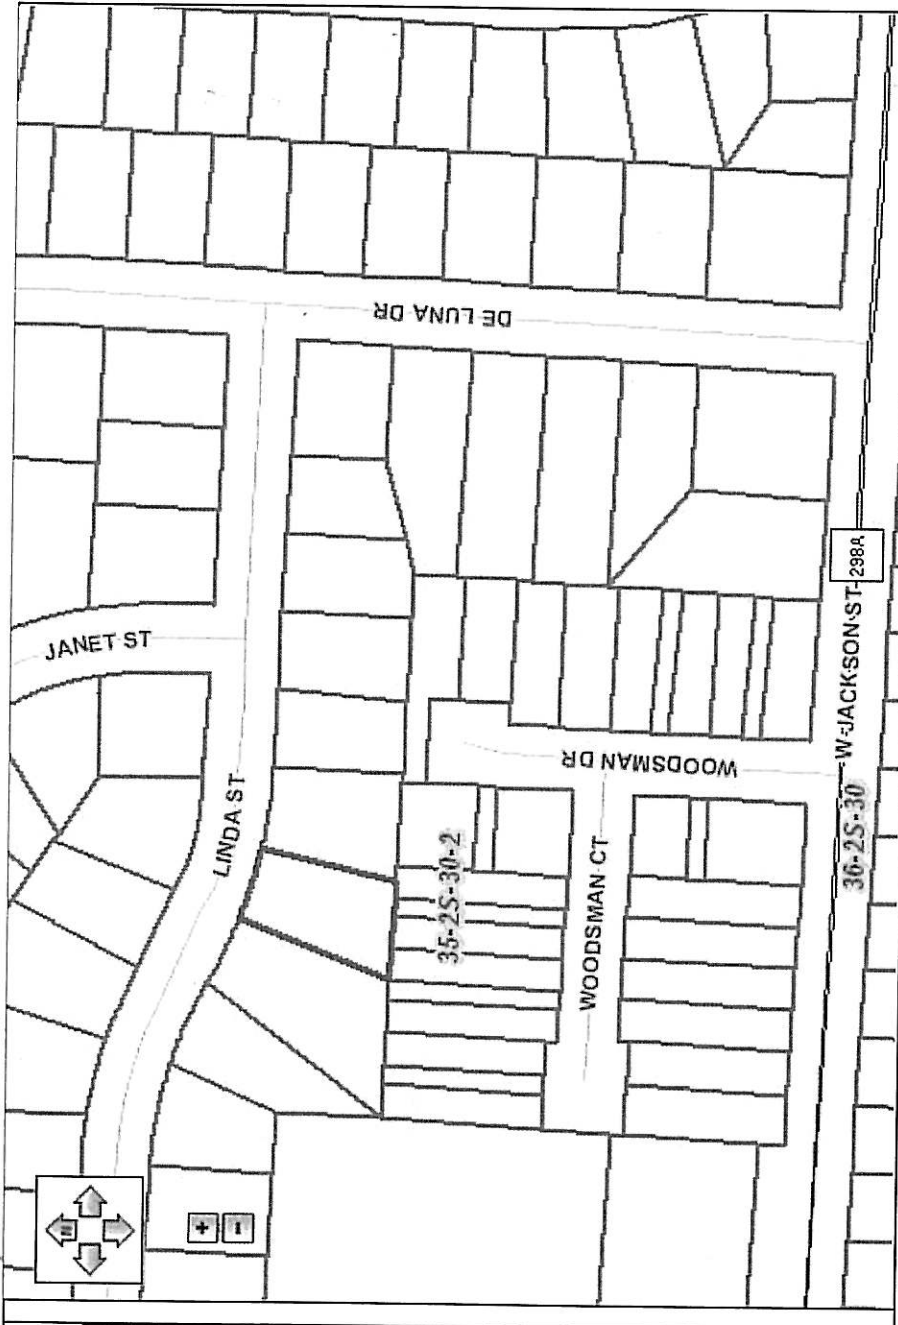 DE LUNA DR
JANET ST
298A
W JACKSON ST
WOODSMAN DR
LINDA ST
35-2S-30-2
36-2S-30
WOODSMAN CT
N
+
-